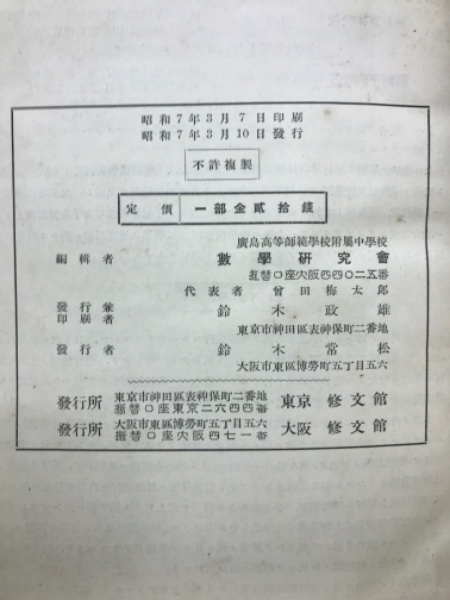 昭和7年3月7日印刷
昭和7年3月10日發行
不許複製
定價 一部金貳拾錢
廣島高等師範學校附屬中學校
編輯者 數學研究會
振替口座大阪四四〇二五番
代表者 曾田梅太郎
發行兼印刷者 鈴木政雄
東京市神田區表神保町二番地
發行者 鈴木常松
大阪市東區博勞町五丁目五六
發行所 東京市神田區表神保町二番地 東京 修文館
振替口座東京二六四四番
發行所 大阪市東區博勞町五丁目五六 大阪 修文館
振替口座大阪四七一番